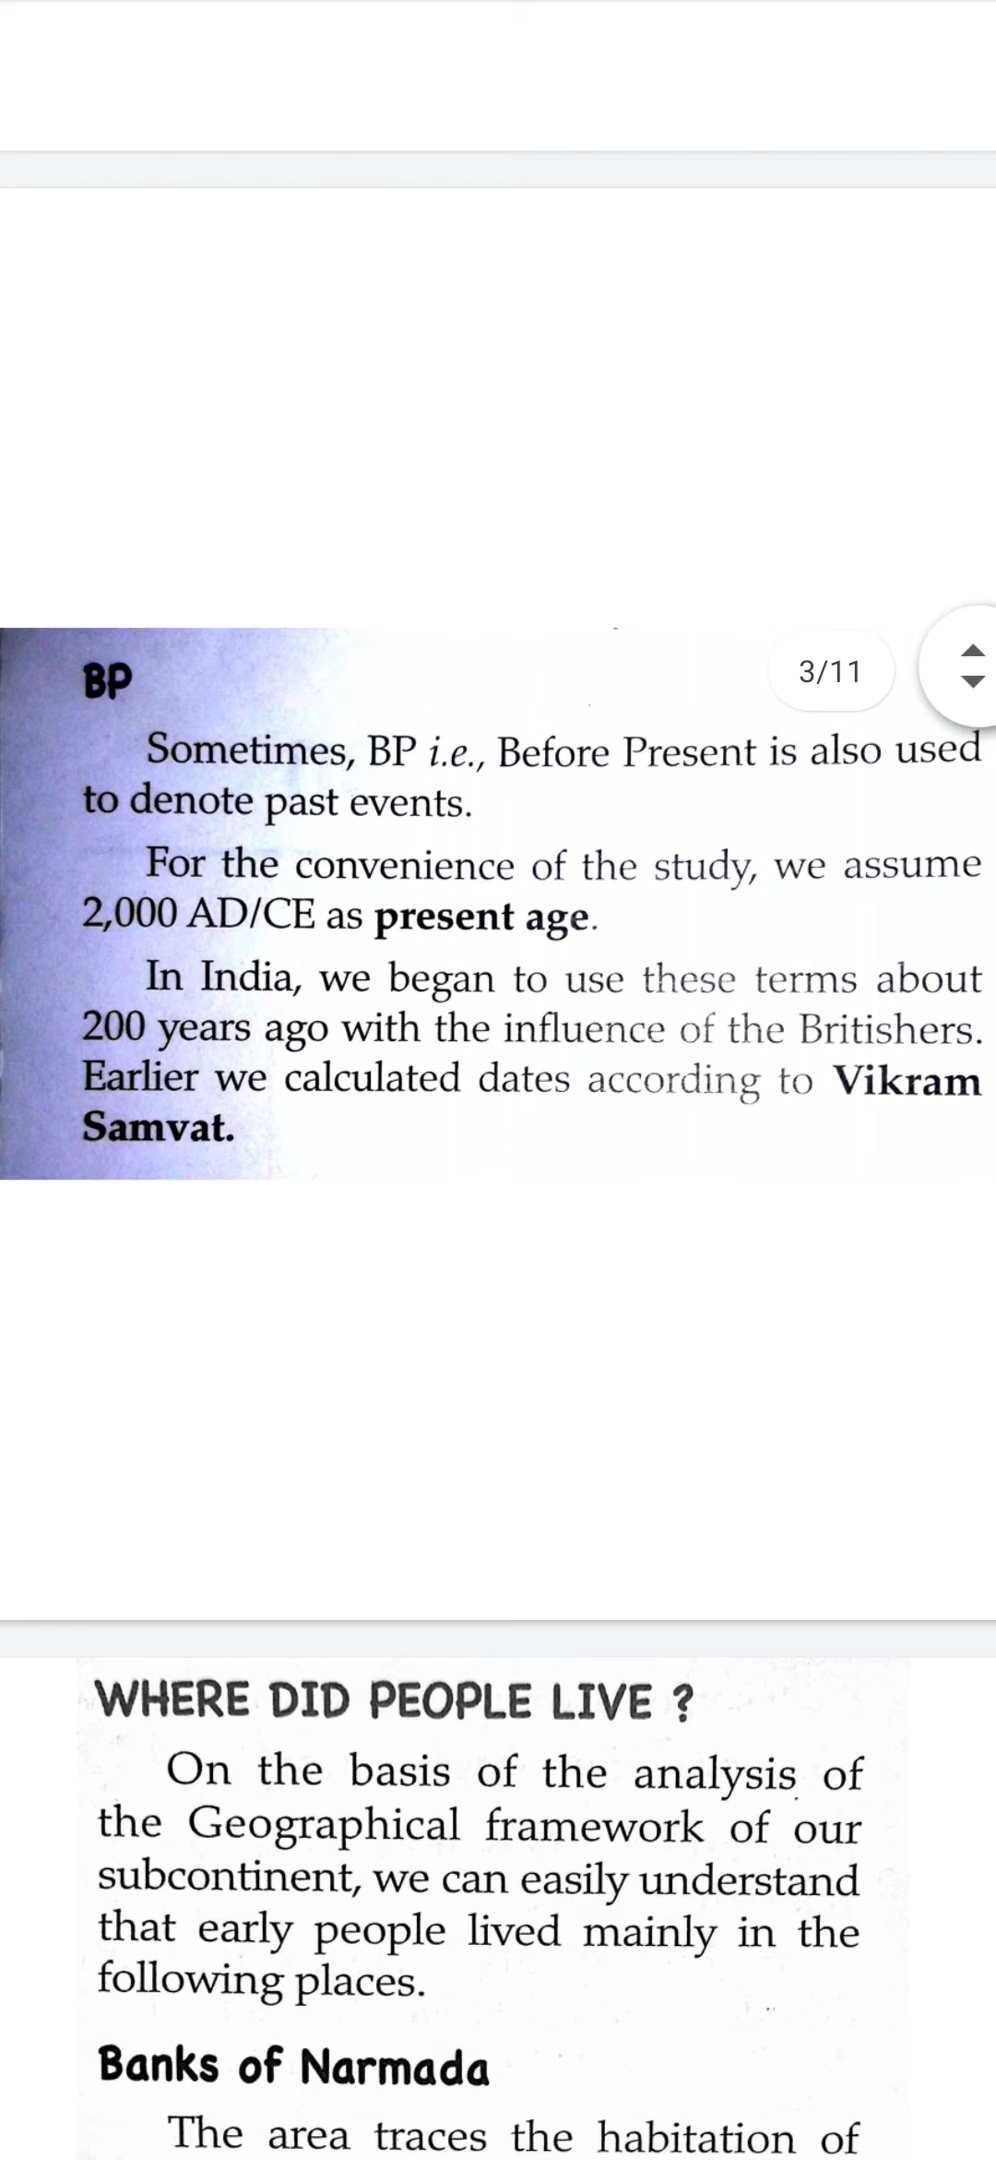 BP
3/11
Sometimes, BP i.e., Before Present is also used
to denote past events.
For the convenience of the study, we assume
2,000 AD/CE as present age.
In India, we began to use these terms about
200 years ago with the influence of the Britishers.
Earlier we calculated dates according to Vikram
Samvat.
WHERE DID PEOPLE LIVE ?
On the basis of the analysis of
the Geographical framework of our
subcontinent, we can easily understand
that early people lived mainly in the
following places.
Banks of Narmada
The area traces the habitation of